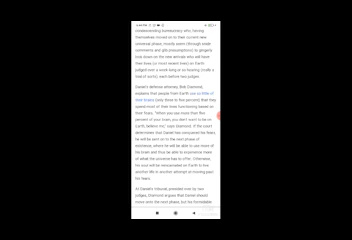 condescending bureaucracy who, having
themselves moved on to their current new
universal phase, mostly seem (through small
comments and glib presumptions) to gingerly
look down on the new arrivals who still have
their lives (or most recent lives) on Earth
judged over a week-long or so hearing (really a
trial of sorts), each before two judges.
Daniel's defense attorney, Bob Diamond,
explains that people from Earth use so little of
their brains (only three to five percent) that they
spend most of their lives functioning based on
their fears. "When you use more than five
percent of your brain, you don't want to be on
Earth, believe me," says Diamond. If the court
determines that Daniel has conquered his fears
he will be sent on to the next phase of
existence, where he will be able to use more of
his brain and thus be able to experience more
of what the universe has to offer. Otherwise,
his soul will be reincarnated on Earth to live
another life in another attempt at moving past
his fears.
At Daniel's tribunal, presided over by two
judges, Diamond argues that Daniel should
move onto the next phase, but the formidable